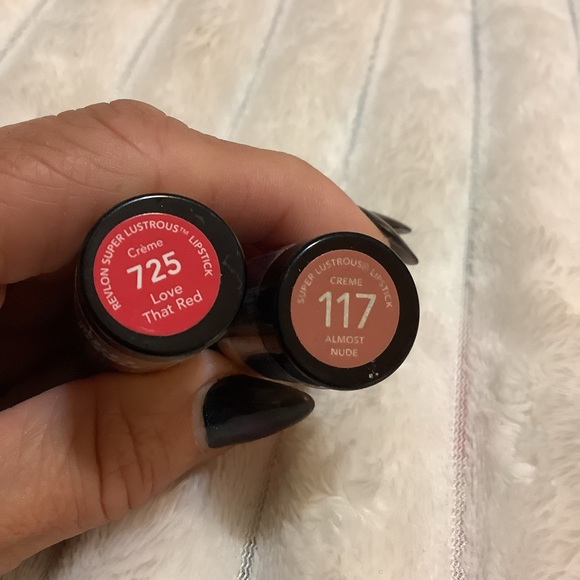 REVLON SUPER LUSTROUS™ LIPSTICK
Crème
725
Love
That Red
SUPER LUSTROUS® LIPSTICK
CREME
117
ALMOST
NUDE